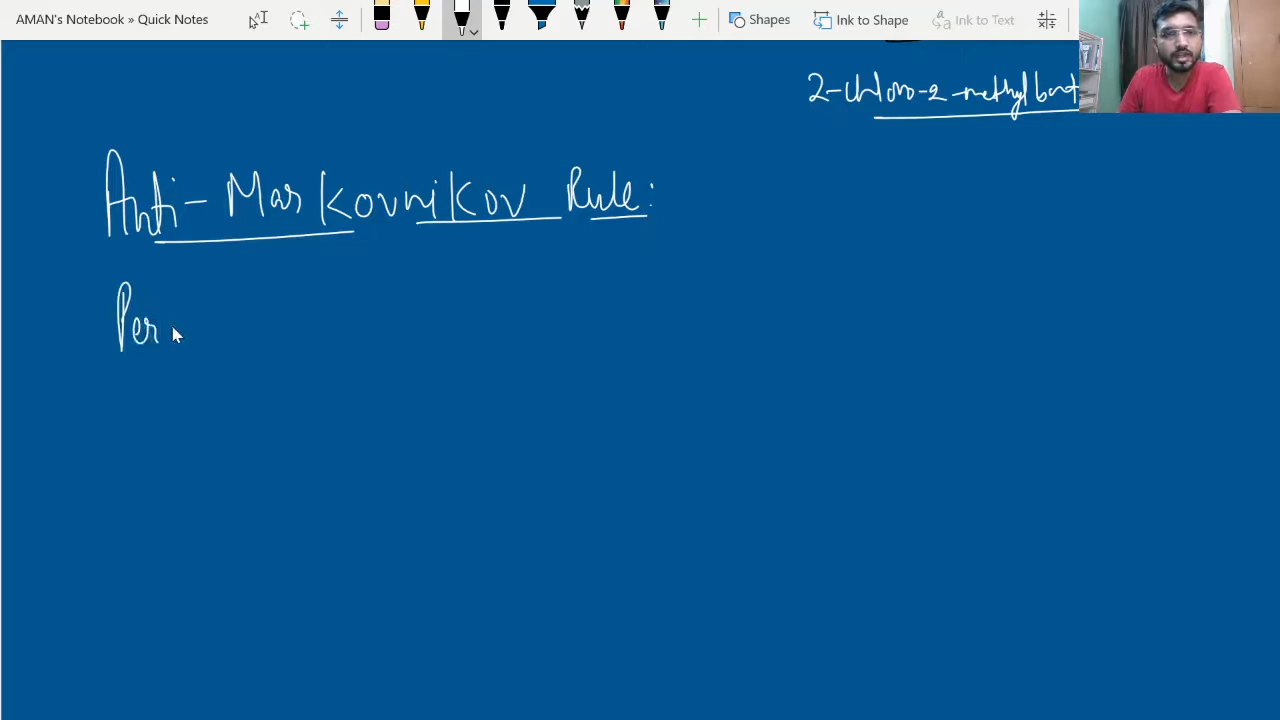 AMAN's Notebook » Quick Notes
Shapes
Ink to Shape
Ink to Text
2-chloro-2-methylbut
Anti-Markovnikov Rule:
Per